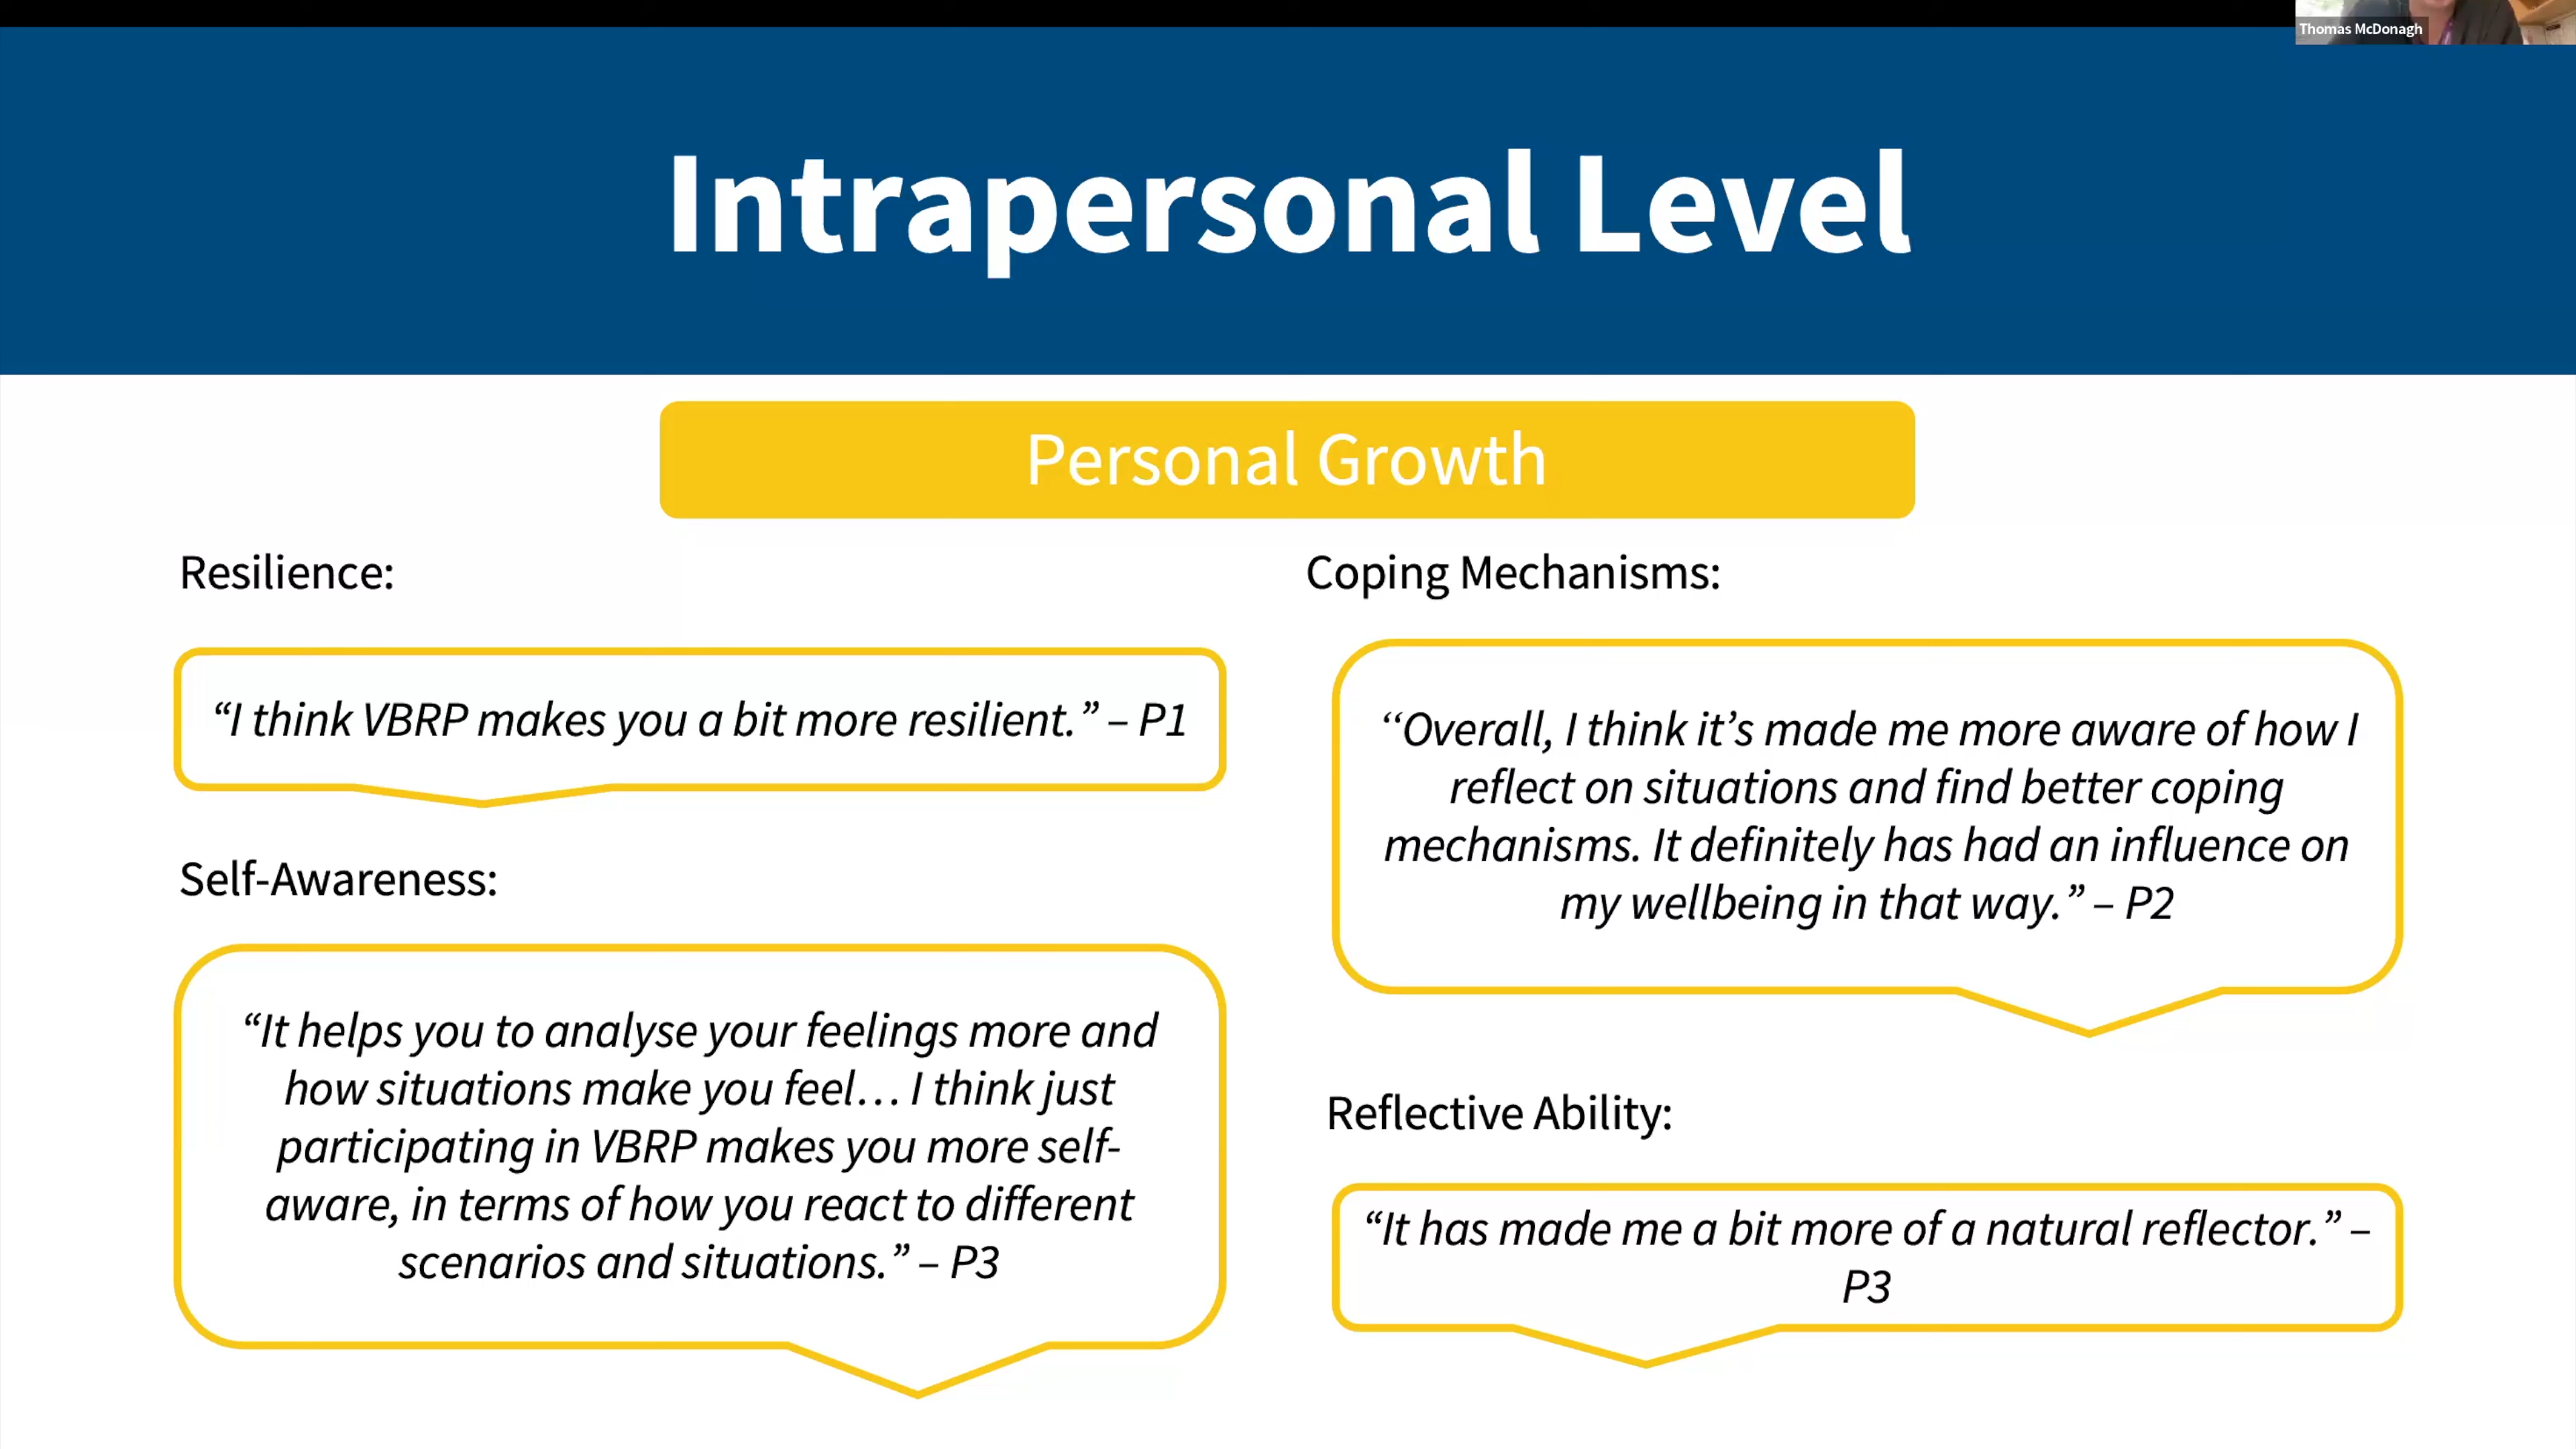 Thomas McDonagh
Intrapersonal Level
Personal Growth
Resilience:
“I think VBRP makes you a bit more resilient.” – P1
Self-Awareness:
“It helps you to analyse your feelings more and
how situations make you feel… I think just
participating in VBRP makes you more self-
aware, in terms of how you react to different
scenarios and situations.” – P3
Coping Mechanisms:
“Overall, I think it’s made me more aware of how I
reflect on situations and find better coping
mechanisms. It definitely has had an influence on
my wellbeing in that way.” – P2
Reflective Ability:
“It has made me a bit more of a natural reflector.” –
P3